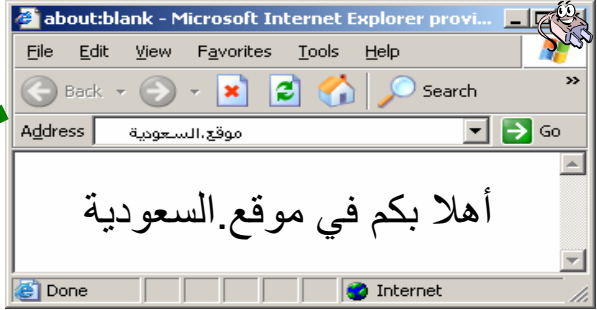 about:blank - Microsoft Internet Explorer provi...
File Edit View Favorites Tools Help
Back Search »
Address موقع.السعودية Go
أهلا بكم في موقع.السعودية
Done Internet